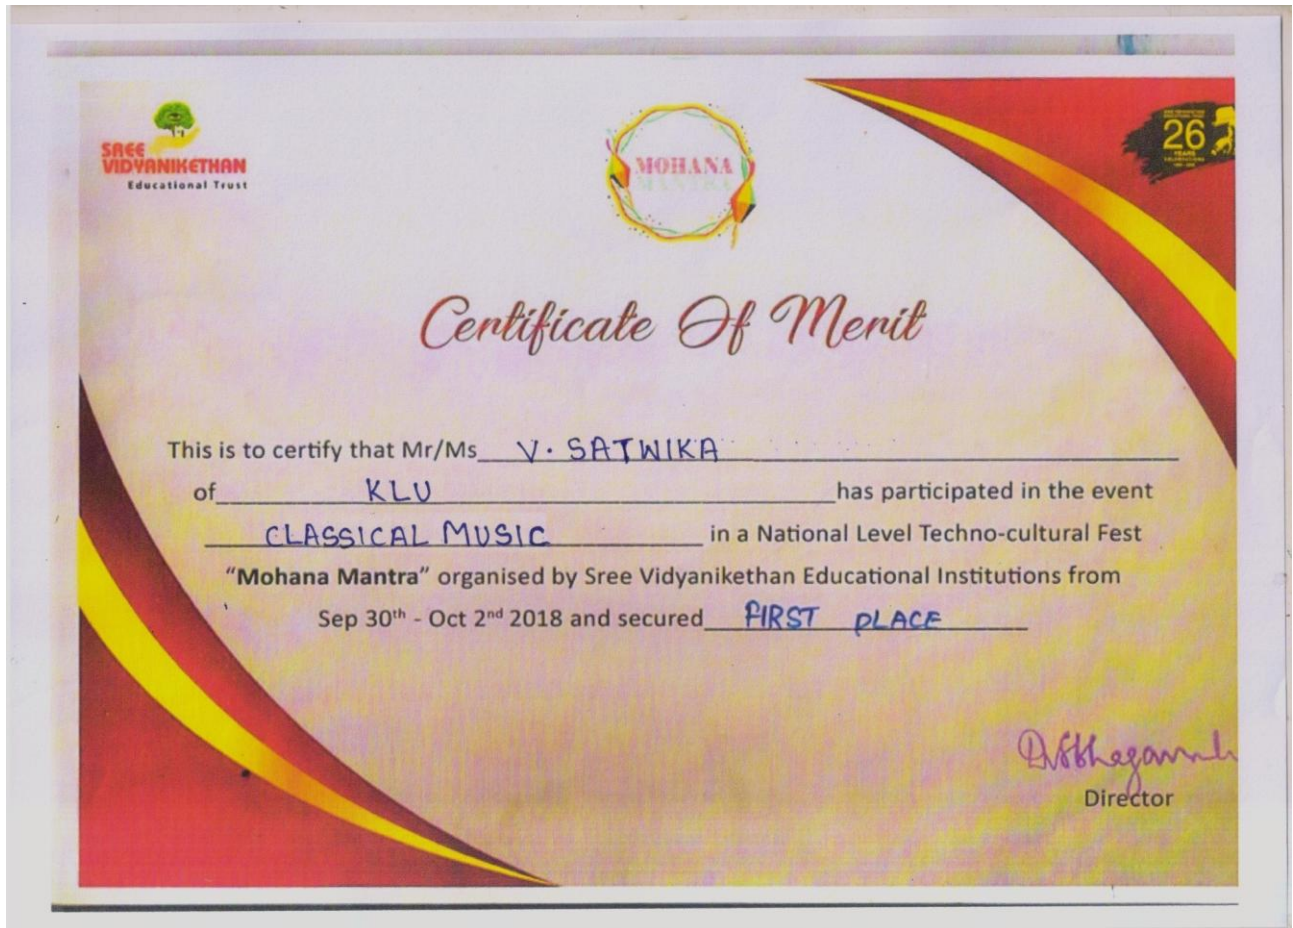 SREE
VIDYANIKETHAN
Educational Trust
MOHANA
MANTRA
26
YEARS
Certificate Of Merit
This is to certify that Mr/Ms V. SATWIKA
of KLU has participated in the event
CLASSICAL MUSIC in a National Level Techno-cultural Fest
“Mohana Mantra” organised by Sree Vidyanikethan Educational Institutions from
Sep 30th - Oct 2nd 2018 and secured FIRST PLACE
Director